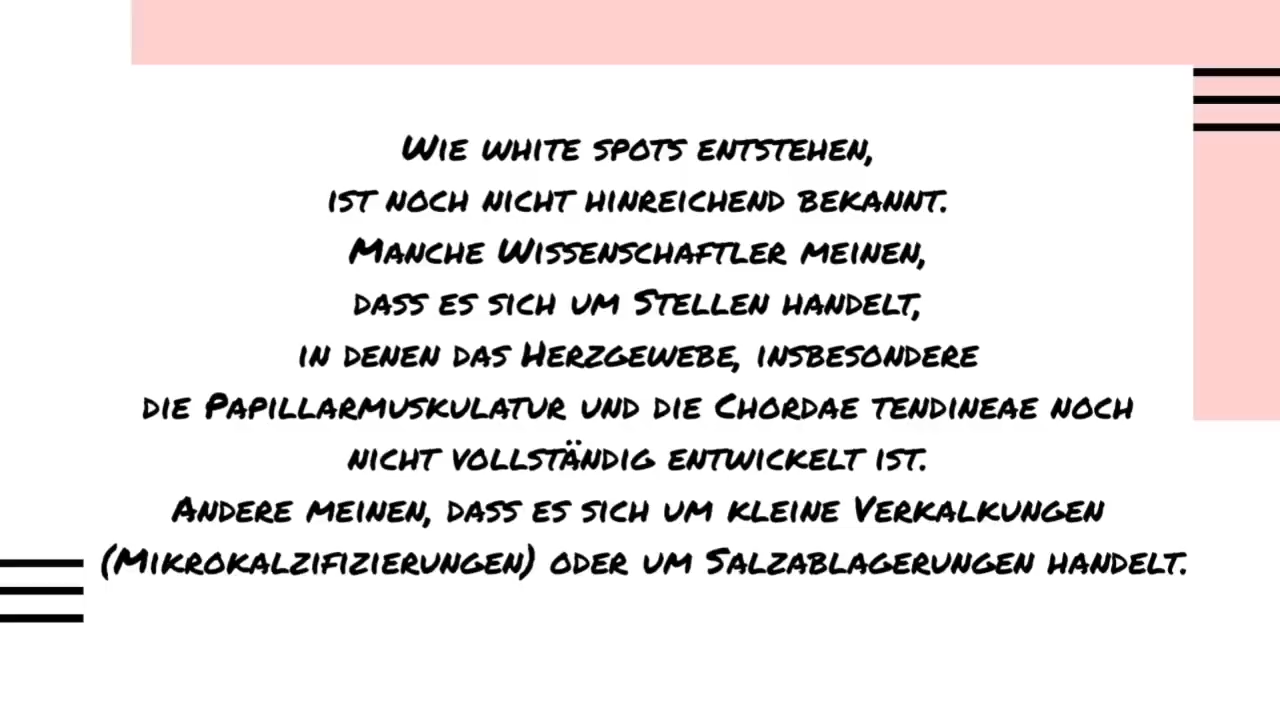 Wie white spots entstehen,
ist noch nicht hinreichend bekannt.
Manche Wissenschaftler meinen,
dass es sich um Stellen handelt,
in denen das Herzgewebe, insbesondere
die Papillarmuskulatur und die Chordae tendineae noch
nicht vollständig entwickelt ist.
Andere meinen, dass es sich um kleine Verkalkungen
(Mikrokalzifizierungen) oder um Salzablagerungen handelt.